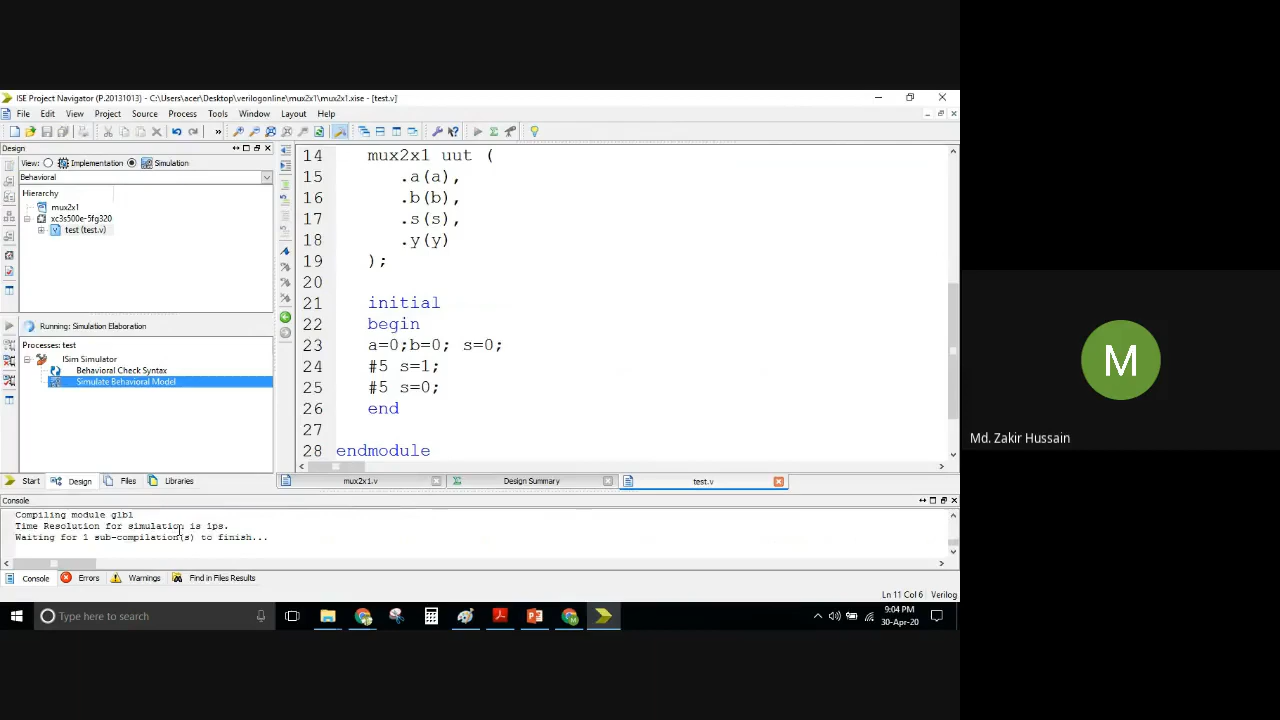 ISE Project Navigator (P.20131013) - C:\Users\acer\Desktop\verilogonline\mux2x1\mux2x1.xise - [test.v]
File Edit View Project Source Process Tools Window Layout Help
Design
View: Implementation Simulation
Behavioral
Hierarchy
mux2x1
xc3s500e-5fg320
test (test.v)
Running: Simulation Elaboration
Processes: test
ISim Simulator
Behavioral Check Syntax
Simulate Behavioral Model
Start Design Files Libraries
14 mux2x1 uut (
15 .a(a),
16 .b(b),
17 .s(s),
18 .y(y)
19 );
20
21 initial
22 begin
23 a=0;b=0; s=0;
24 #5 s=1;
25 #5 s=0;
26 end
27
28 endmodule
mux2x1.v Design Summary test.v
Console
Compiling module glbl
Time Resolution for simulation is 1ps.
Waiting for 1 sub-compilation(s) to finish...
Console Errors Warnings Find in Files Results
Ln 11 Col 6 Verilog
Type here to search
9:04 PM
30-Apr-20
M
Md. Zakir Hussain